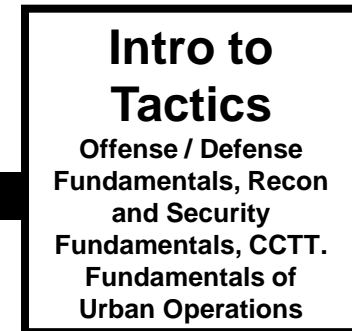 Intro to
Tactics
Offense / Defense
Fundamentals, Recon
and Security
Fundamentals, CCTT.
Fundamentals of
Urban Operations